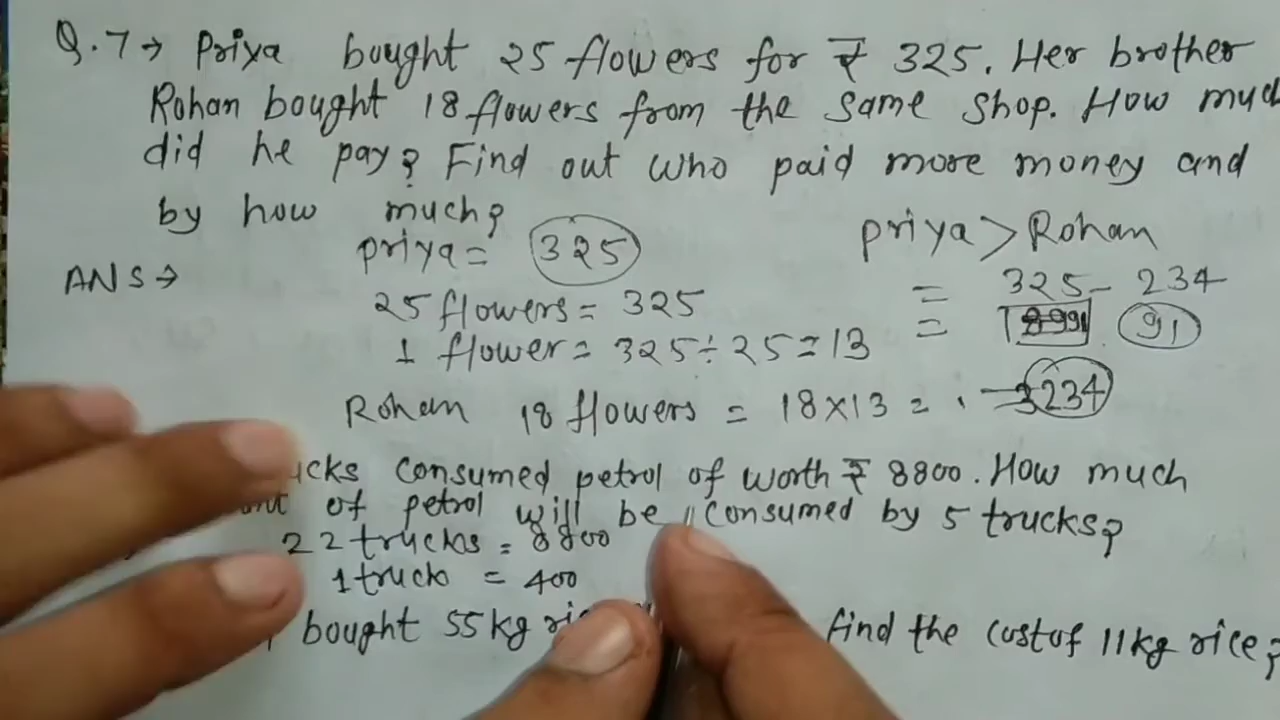 Q.7→ Priya bought 25 flowers for ₹ 325. Her brother
Rohan bought 18 flowers from the same shop. How much
did he pay? Find out who paid more money and
by how much?
ANS→
priya= 325
25 flowers= 325
1 flower= 325÷25=13
Rohan 18 flowers = 18×13 = 234
priya>Rohan
= 325- 234
= 91
consumed petrol of worth ₹ 8800. How much
of petrol will be consumed by 5 trucks?
22 trucks = 8800
1 truck = 400
bought 55 kg find the cost of 11 kg rice?